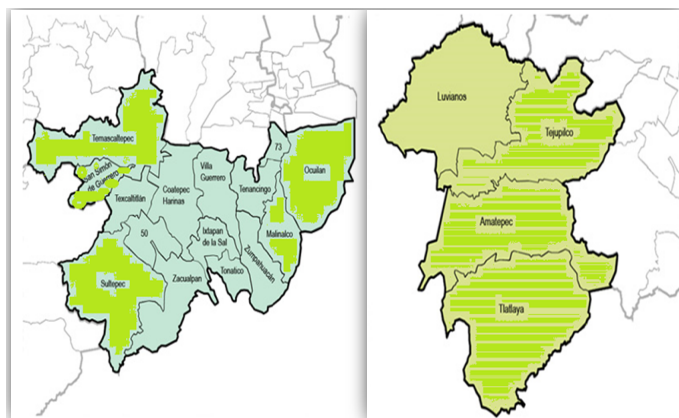 Temascaltepec
San Simón
de Guerrero
Texcaltitlán
Coatepec
Harinas
Villa
Guerrero
Tenancingo
73
Ocuilan
Malinalco
50
Ixtapan
de la Sal
Zumpahuacán
Sultepec
Zacualpan
Tonatico
Luvianos
Tejupilco
Amatepec
Tlatlaya